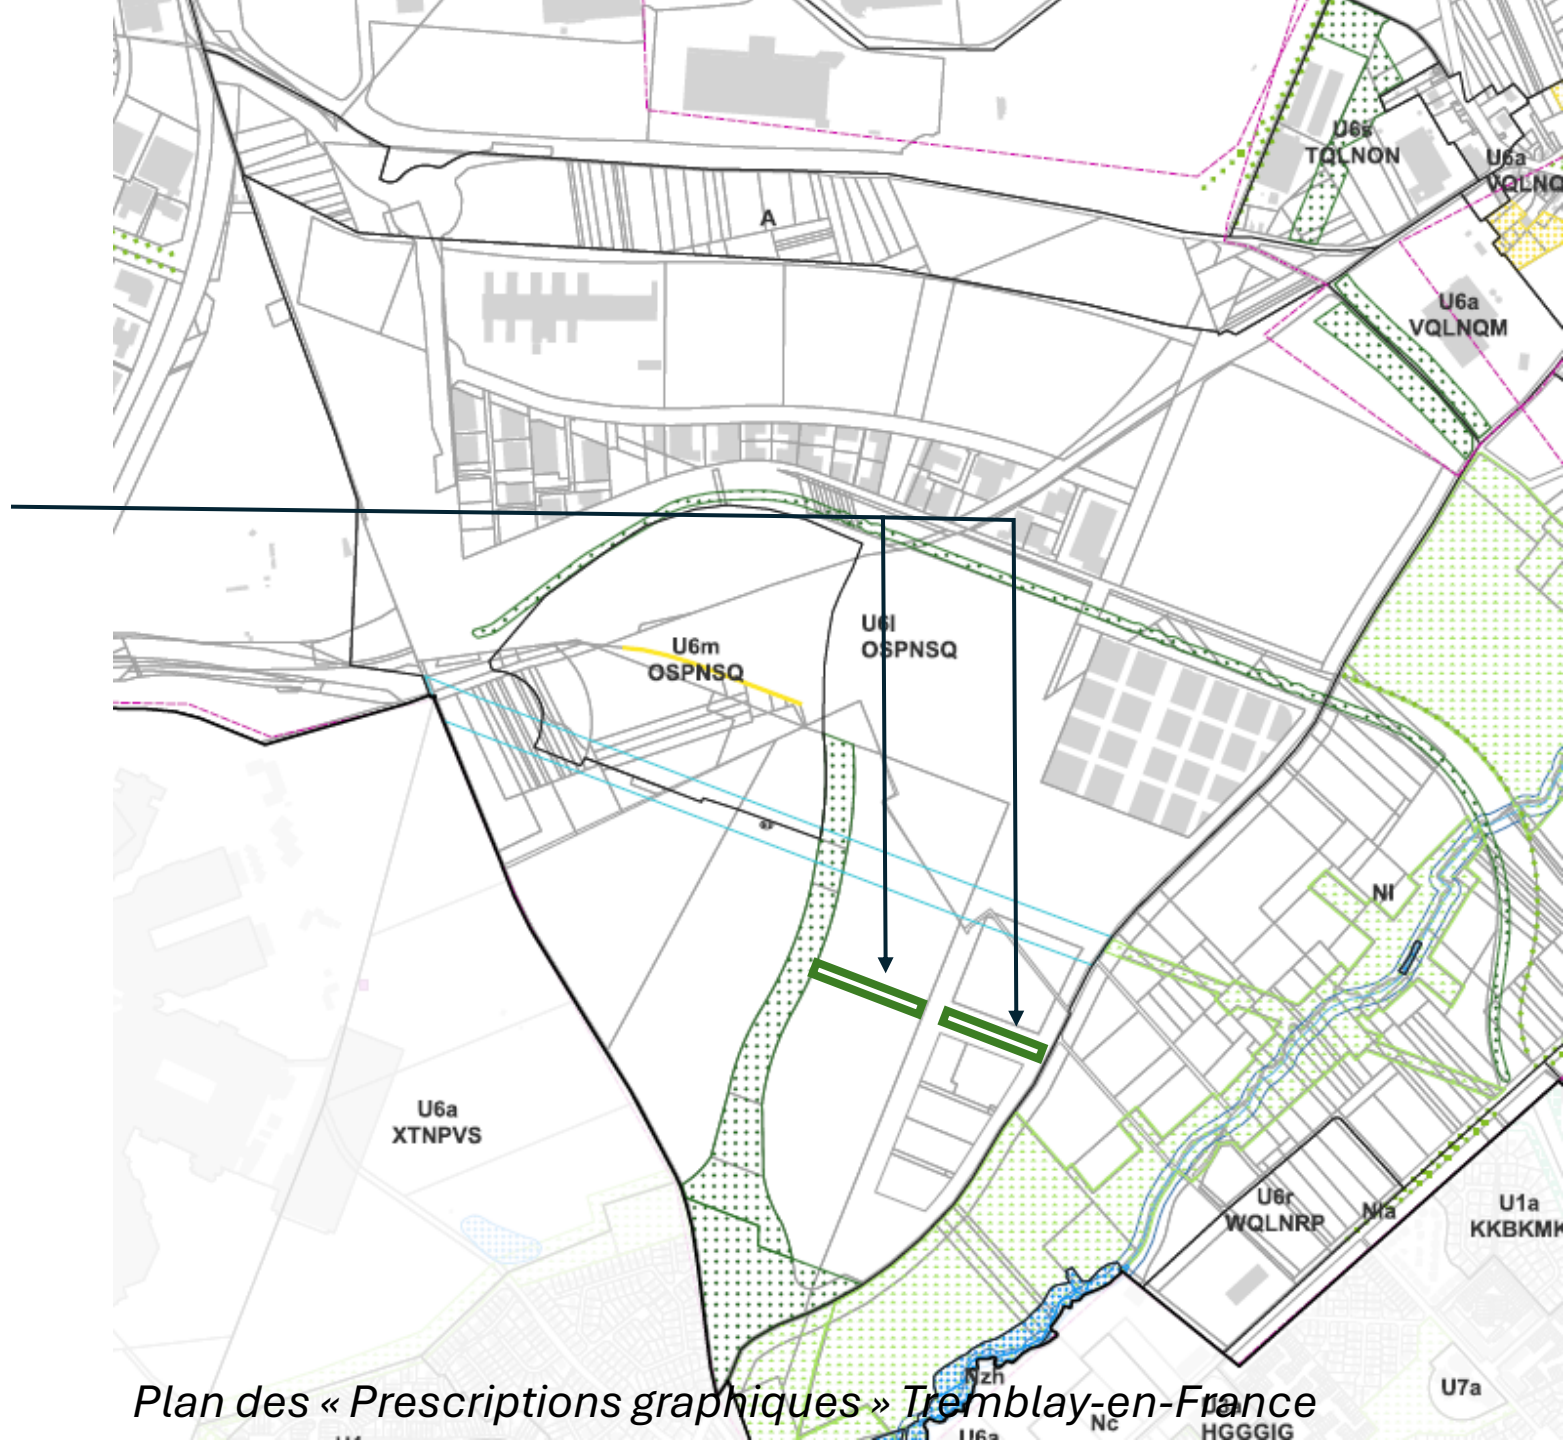 U6s
TQLNON
U6a
VQLNQ
A
U6a
VQLNQM
U6l
OSPNSQ
U6m
OSPNSQ
Nl
U6a
XTNPVS
U6r
WQLNRP
Nla
U1a
KKBKMK
Nzh
U7a
Plan des « Prescriptions graphiques » Tremblay-en-France
Nc
HGGGIG
U6a